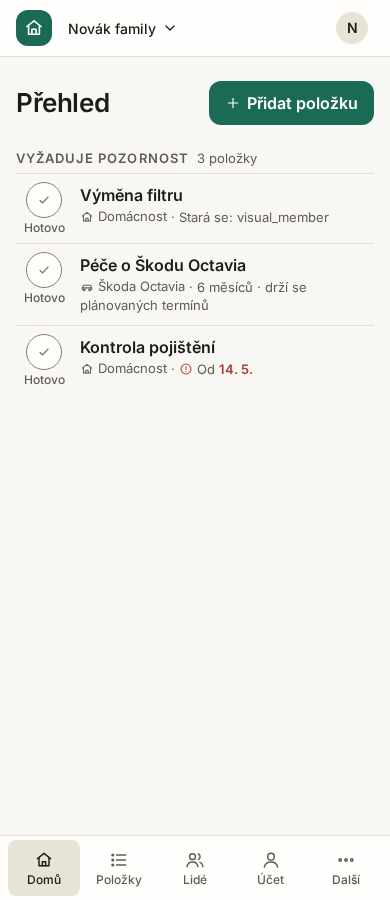 Novák family
N
Přehled
Přidat položku
VYŽADUJE POZORNOST 3 položky
Výměna filtru
Domácnost · Stará se: visual_member
Hotovo
Péče o Škodu Octavia
Škoda Octavia · 6 měsíců · drží se
plánovaných termínů
Hotovo
Kontrola pojištění
Domácnost · Od 14. 5.
Hotovo
Domů
Položky
Lidé
Účet
Další